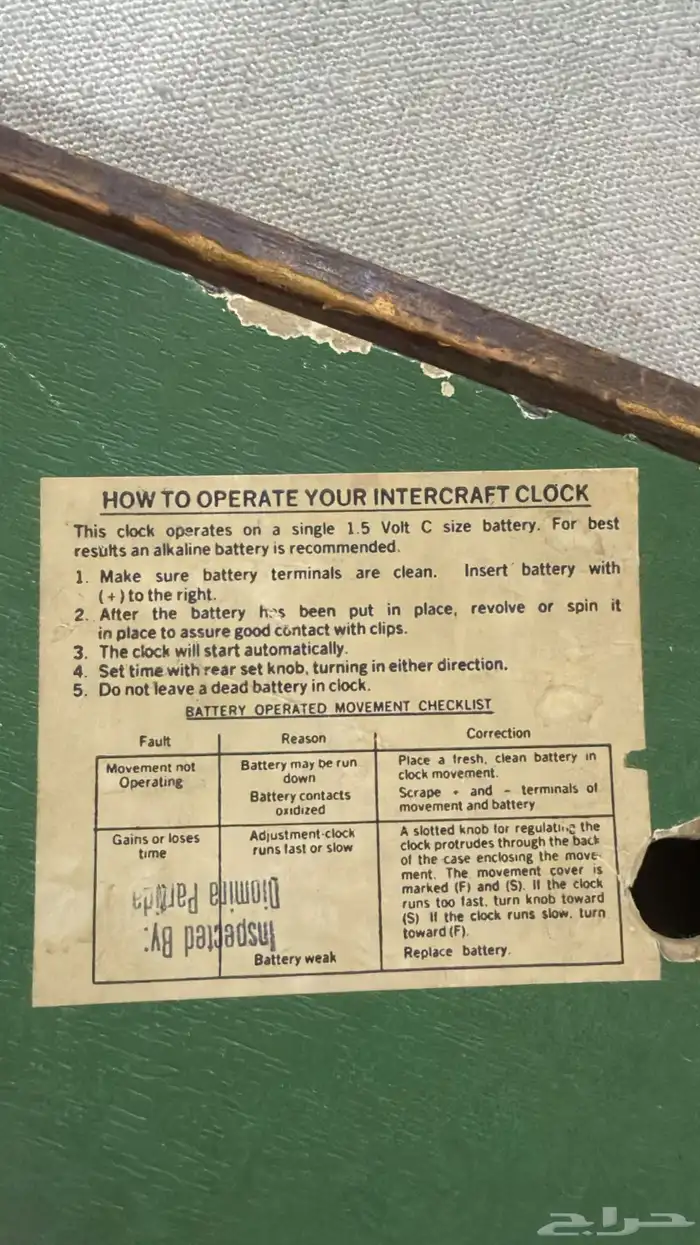 HOW TO OPERATE YOUR INTERCRAFT CLOCK
This clock operates on a single 1.5 Volt C size battery. For best
results an alkaline battery is recommended.
1. Make sure battery terminals are clean. Insert battery with
(+) to the right.
2. After the battery has been put in place, revolve or spin it
in place to assure good contact with clips.
3. The clock will start automatically.
4. Set time with rear set knob, turning in either direction.
5. Do not leave a dead battery in clock.
BATTERY OPERATED MOVEMENT CHECKLIST
Fault
Reason
Correction
Movement not
Operating
Battery may be run
down
Battery contacts
oxidized
Place a fresh, clean battery in
clock movement.
Scrape + and - terminals of
movement and battery
Gains or loses
time
Adjustment-clock
runs fast or slow
Battery weak
A slotted knob for regulating the
clock protrudes through the back
of the case enclosing the move-
ment. The movement cover is
marked (F) and (S). If the clock
runs too fast, turn knob toward
(S) If the clock runs slow, turn
toward (F).
Replace battery.
Inspected By:
Diomira Partida
حراج